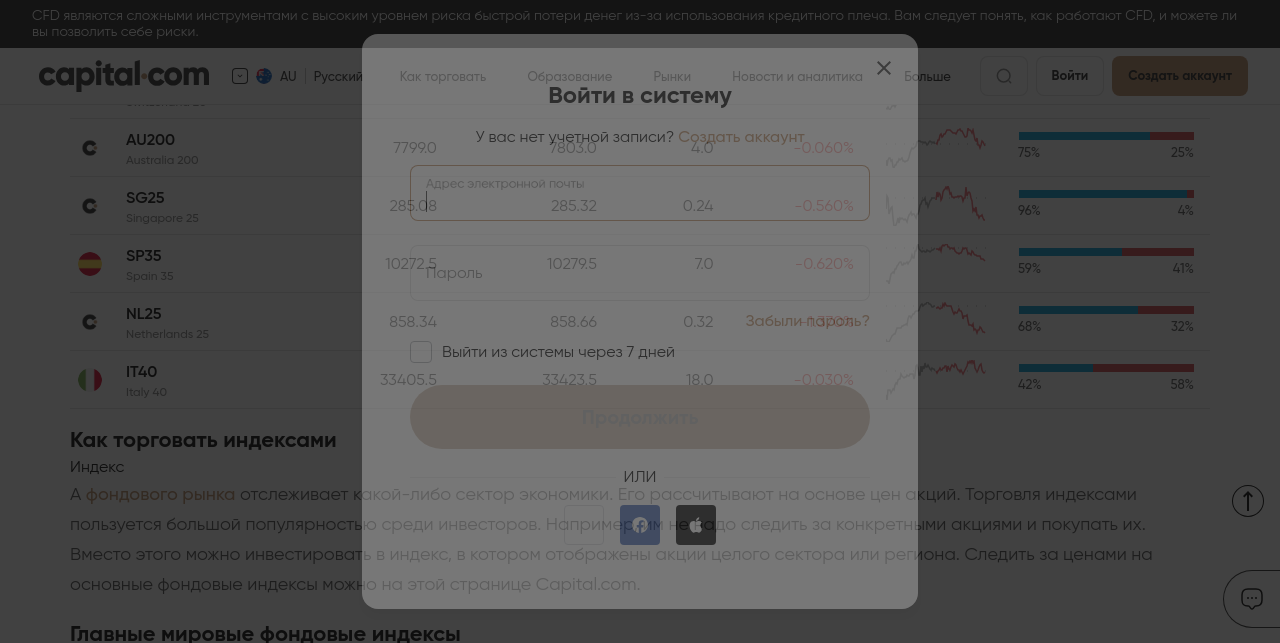 CFD являются сложными инструментами с высоким уровнем риска быстрой потери денег из-за использования кредитного плеча. Вам следует понять, как работают CFD, и можете ли
вы позволить себе риски.
capital.com AU Русский Как торговать Образование Рынки Новости и аналитика Больше Войти Создать аккаунт
Войти в систему
У вас нет учетной записи? Создать аккаунт
Адрес электронной почты
Пароль
Забыли пароль?
Выйти из системы через 7 дней
Продолжить
ИЛИ
AU200 7799.0 7803.0 4.0 -0.060% 75% 25%
Australia 200
SG25 285.08 285.32 0.24 -0.560% 96% 4%
Singapore 25
SP35 10272.5 10279.5 7.0 -0.620% 59% 41%
Spain 35
NL25 858.34 858.66 0.32 68% 32%
Netherlands 25
IT40 33405.5 33423.5 18.0 -0.030% 42% 58%
Italy 40
Как торговать индексами
Индекс
А фондового рынка отслеживает какой-либо сектор экономики. Его рассчитывают на основе цен акций. Торговля индексами
пользуется большой популярностью среди инвесторов. Например, им не надо следить за конкретными акциями и покупать их.
Вместо этого можно инвестировать в индекс, в котором отображены акции целого сектора или региона. Следить за ценами на
основные фондовые индексы можно на этой странице Capital.com.
Главные мировые фондовые индексы